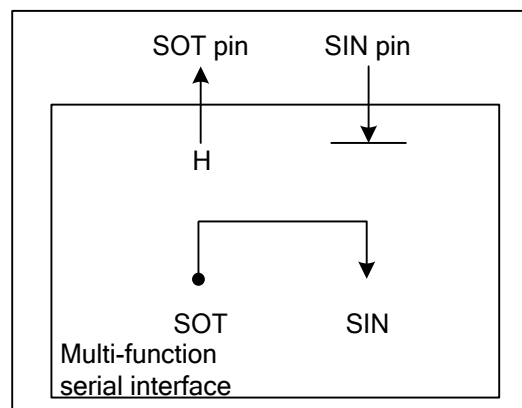 SOT pin SIN pin
H
SOT SIN
Multi-function
serial interface